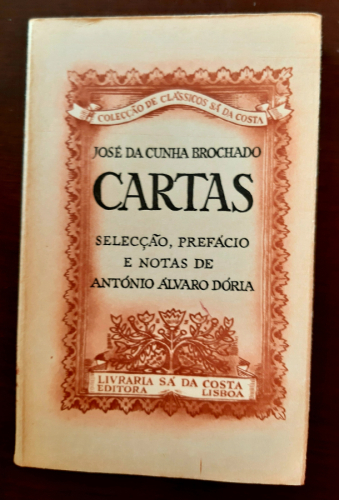 COLECÇÃO DE CLÁSSICOS SÁ DA COSTA
JOSÉ DA CUNHA BROCHADO
CARTAS
SELECÇÃO, PREFÁCIO
E NOTAS DE
ANTÓNIO ÁLVARO DÓRIA
LIVRARIA SÁ DA COSTA
EDITORA LISBOA